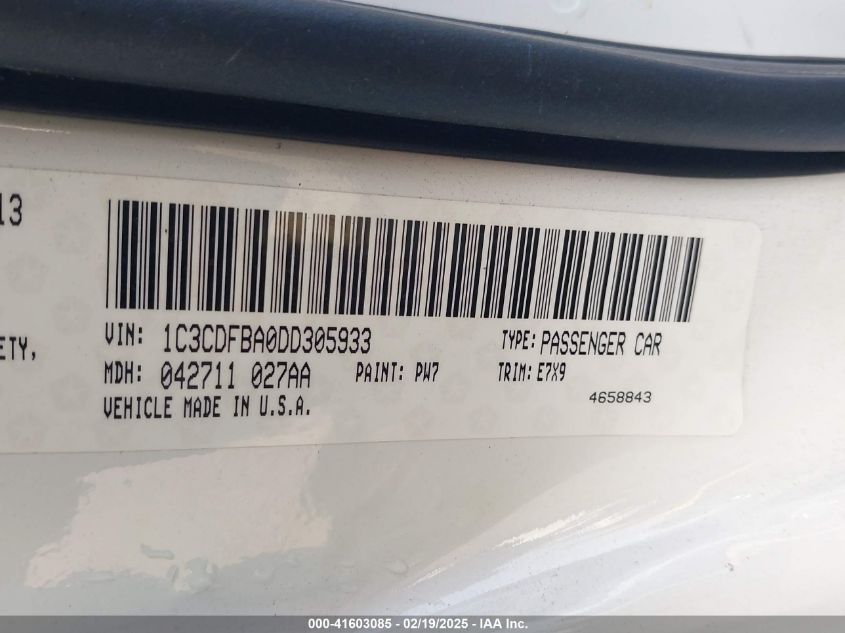 13
VIN: 1C3CDFBA0DD305933 TYPE: PASSENGER CAR
ETY,
MDH: 042711 027AA PAINT: PW7 TRIM: E7X9
VEHICLE MADE IN U.S.A. 4658843
000-41603085 - 02/19/2025 - IAA Inc.